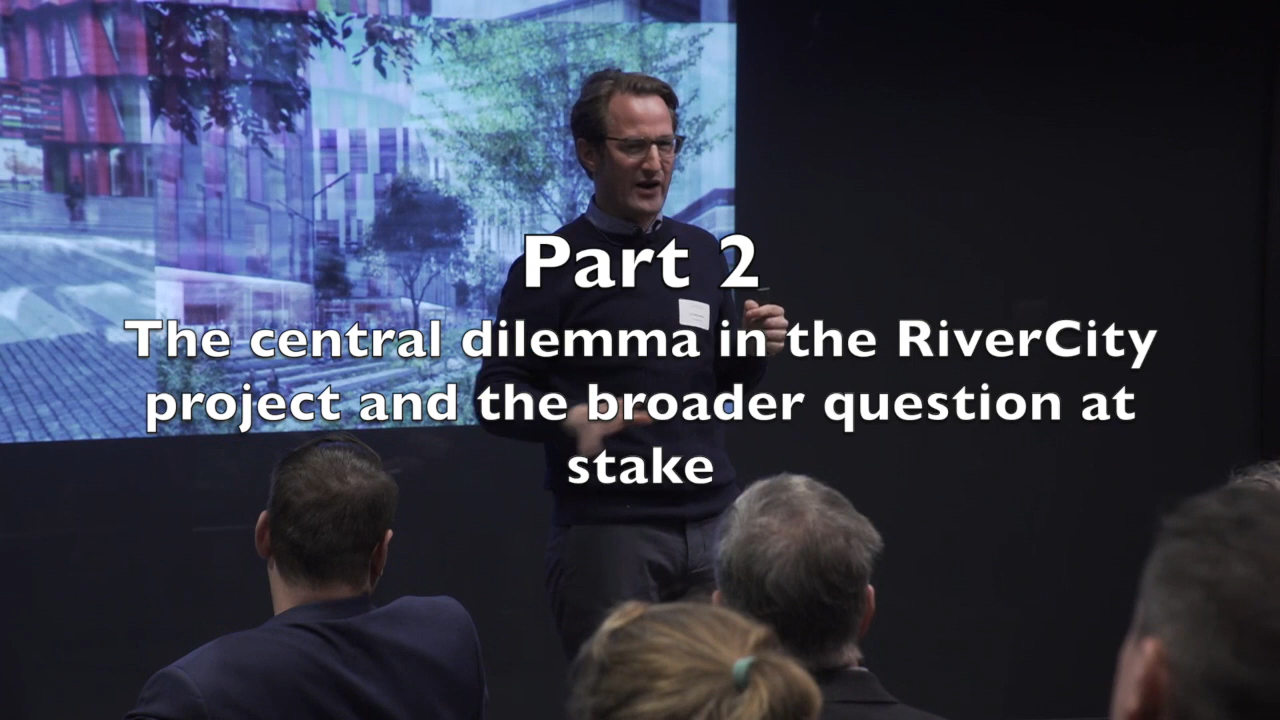 Part 2
The central dilemma in the RiverCity
project and the broader question at
stake